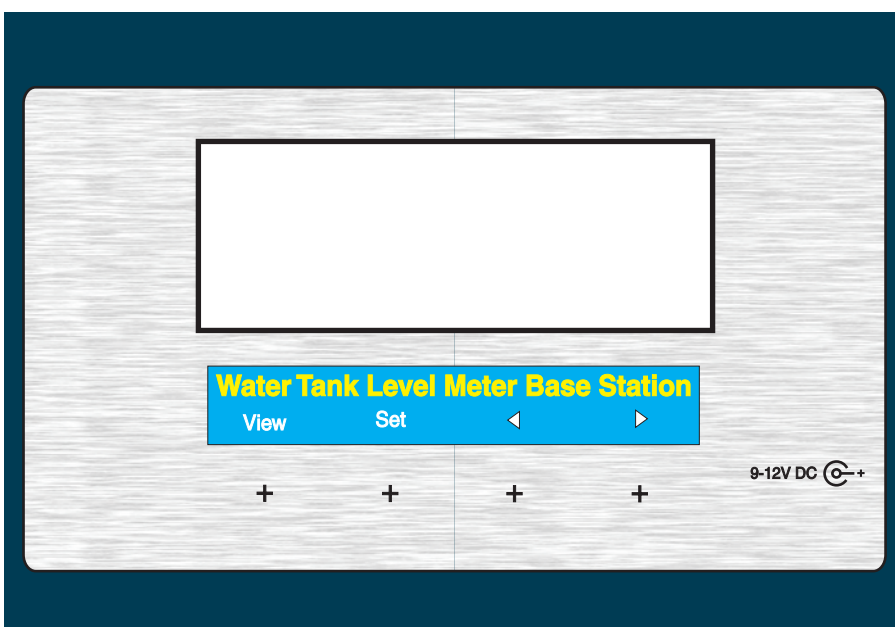 Water Tank Level Meter Base Station
View Set ◁ ▷
9-12V DC +
+ + + +